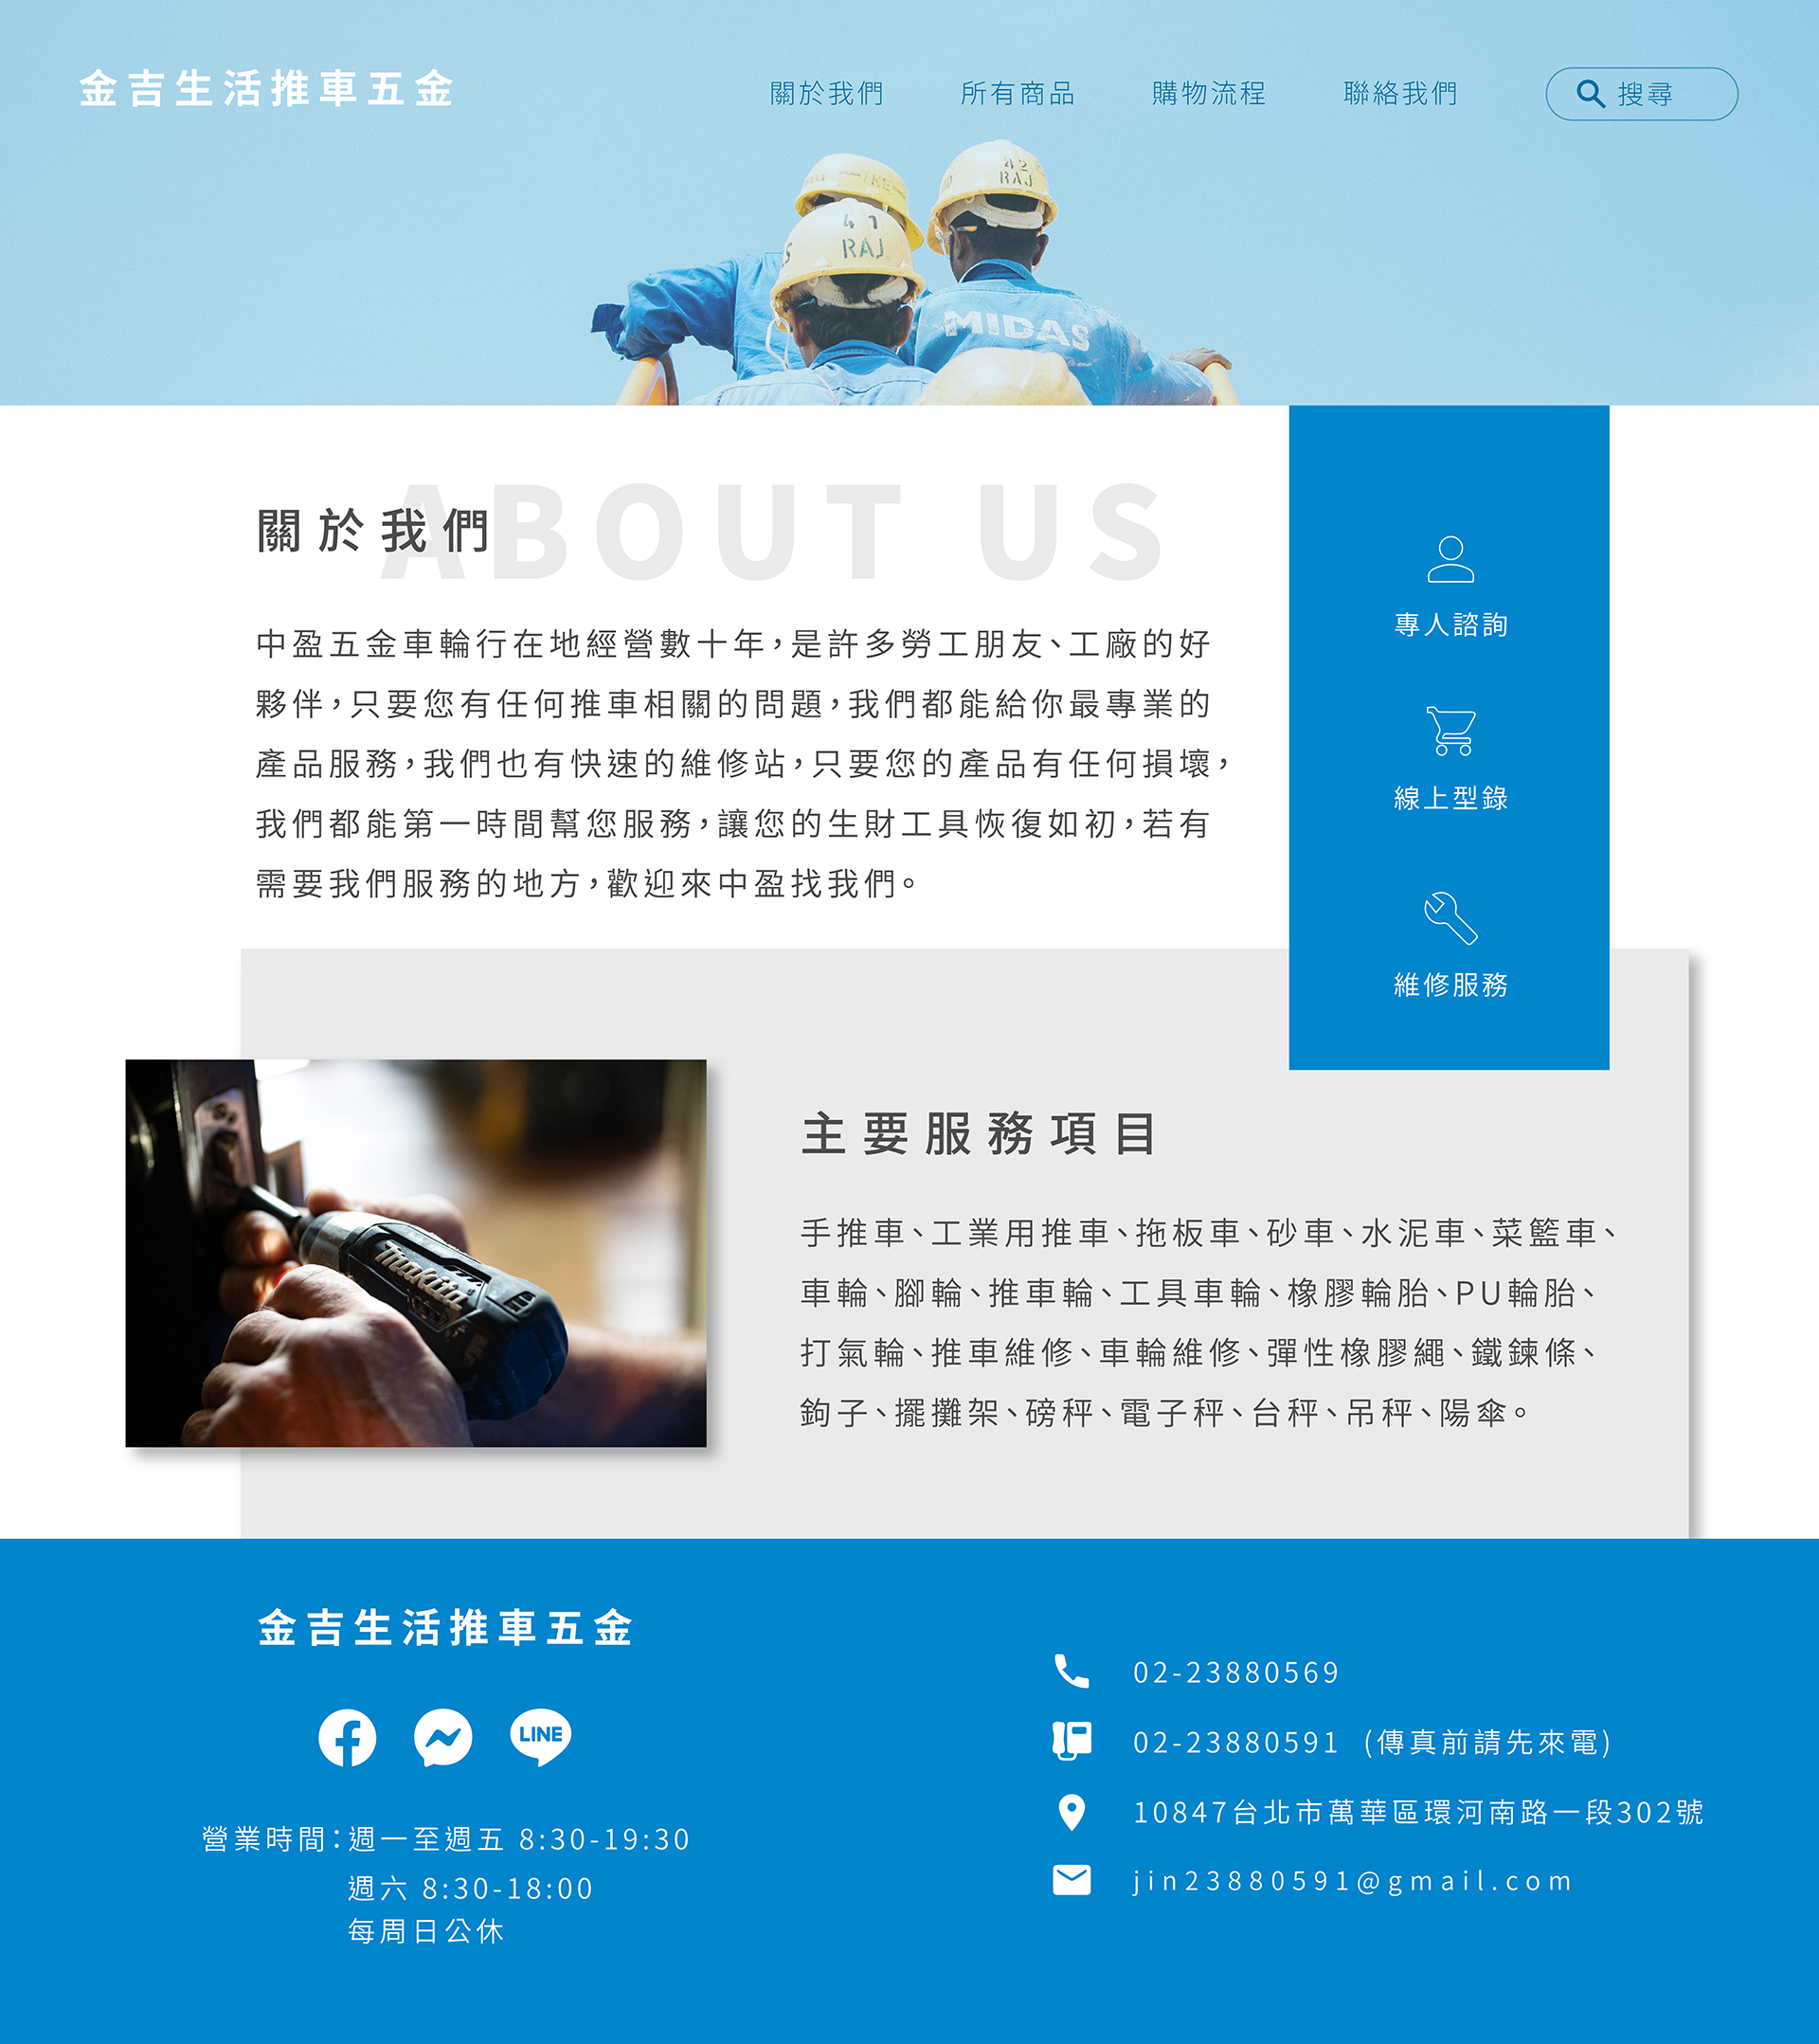 金吉生活推車五金
關於我們 所有商品 購物流程 聯絡我們 搜尋
42
RAJ
TKE
41
RAJ
MIDAS
ABOUT US
關於我們
中盈五金車輪行在地經營數十年，是許多勞工朋友、工廠的好
夥伴，只要您有任何推車相關的問題，我們都能給你最專業的
產品服務，我們也有快速的維修站，只要您的產品有任何損壞，
我們都能第一時間幫您服務，讓您的生財工具恢復如初，若有
需要我們服務的地方，歡迎來中盈找我們。
專人諮詢
線上型錄
維修服務
makita
主要服務項目
手推車、工業用推車、拖板車、砂車、水泥車、菜籃車、
車輪、腳輪、推車輪、工具車輪、橡膠輪胎、PU輪胎、
打氣輪、推車維修、車輪維修、彈性橡膠繩、鐵鍊條、
鉤子、擺攤架、磅秤、電子秤、台秤、吊秤、陽傘。
金吉生活推車五金
LINE
營業時間：週一至週五 8:30-19:30
週六 8:30-18:00
每周日公休
02-23880569
02-23880591 (傳真前請先來電)
10847台北市萬華區環河南路一段302號
jin23880591@gmail.com